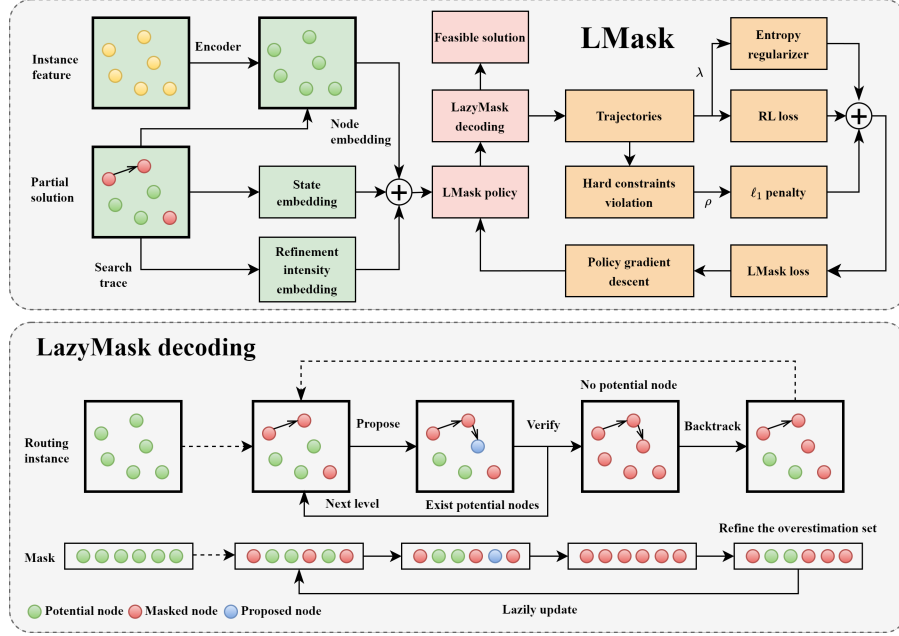 LMask
Instance
feature
Encoder
Node
embedding
Partial
solution
Search
trace
State
embedding
Refinement
intensity
embedding
Feasible solution
LazyMask
decoding
LMask policy
Trajectories
λ
Entropy
regularizer
RL loss
Hard constraints
violation
ρ
ℓ1 penalty
Policy gradient
descent
LMask loss
LazyMask decoding
Routing
instance
Propose
Verify
No potential node
Backtrack
Next level
Exist potential nodes
Refine the overestimation set
Mask
Lazily update
Potential node
Masked node
Proposed node